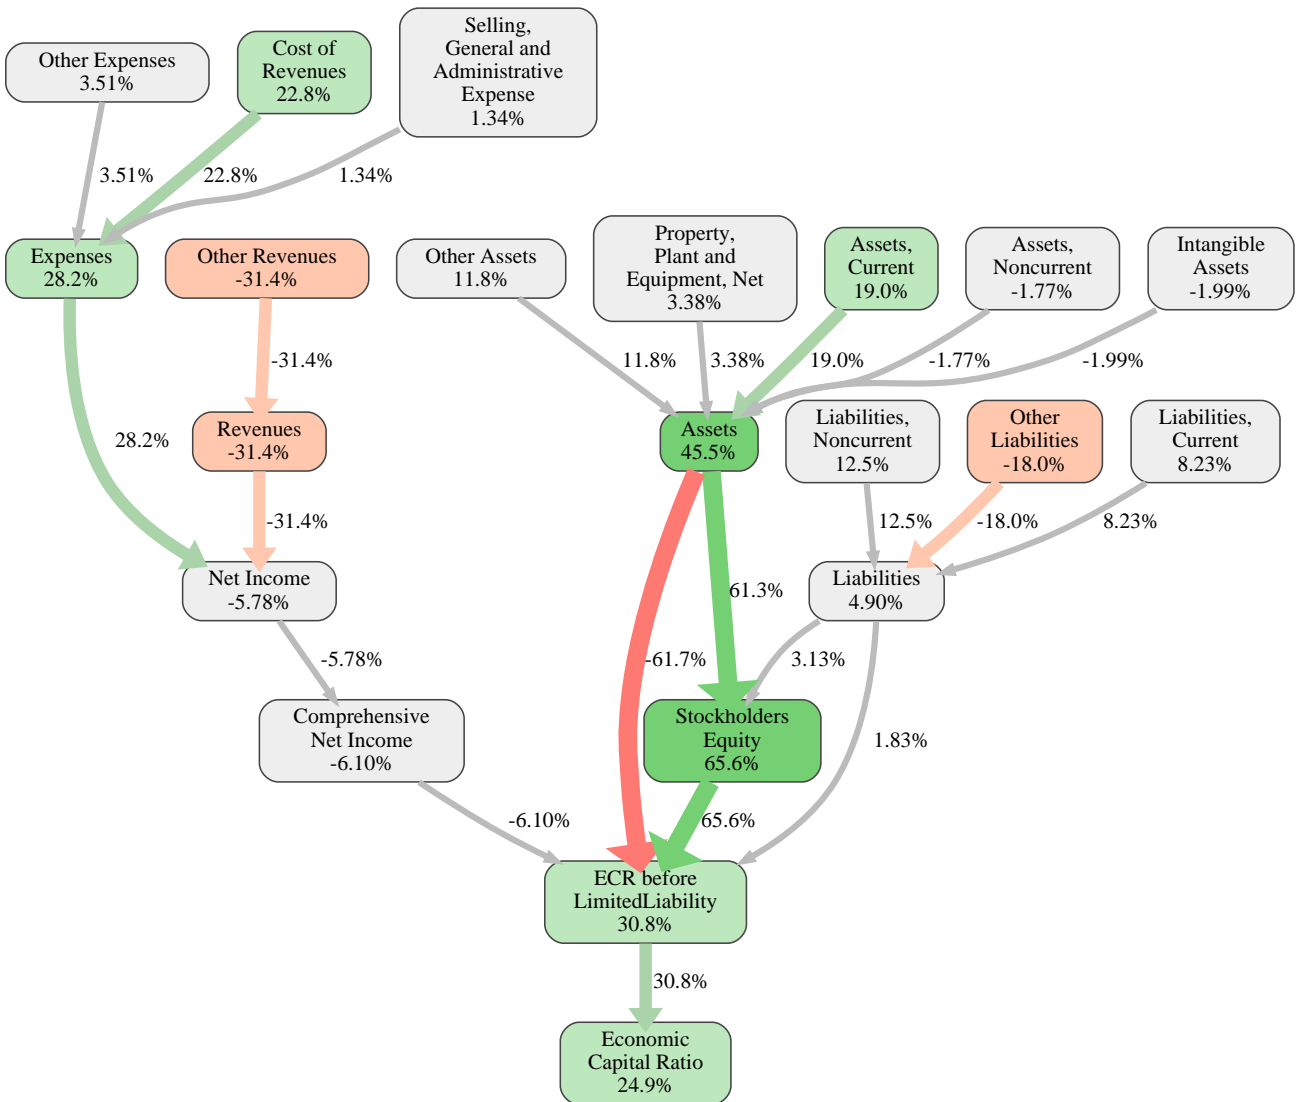 Other Expenses
3.51%
Cost of
Revenues
22.8%
Selling,
General and
Administrative
Expense
1.34%
3.51%
22.8%
1.34%
Expenses
28.2%
Other Revenues
-31.4%
Other Assets
11.8%
Property,
Plant and
Equipment, Net
3.38%
Assets,
Current
19.0%
Assets,
Noncurrent
-1.77%
Intangible
Assets
-1.99%
-31.4%
11.8%
3.38%
19.0%
-1.77%
-1.99%
28.2%
Revenues
-31.4%
Assets
45.5%
Liabilities,
Noncurrent
12.5%
Other
Liabilities
-18.0%
Liabilities,
Current
8.23%
-31.4%
12.5%
-18.0%
8.23%
Net Income
-5.78%
61.3%
Liabilities
4.90%
-5.78%
-61.7%
3.13%
Comprehensive
Net Income
-6.10%
Stockholders
Equity
65.6%
1.83%
-6.10%
65.6%
ECR before
LimitedLiability
30.8%
30.8%
Economic
Capital Ratio
24.9%